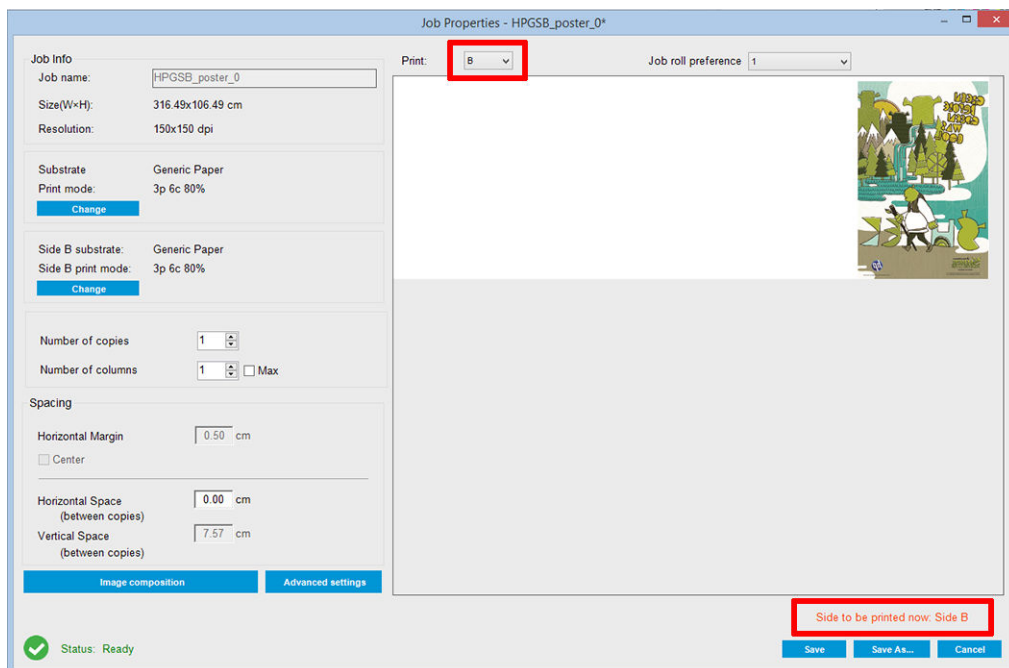 Job Properties - HPGSB_poster_0*
Print: B Job roll preference 1
Job Info
Job name: HPGSB_poster_0
Size(W×H): 316.49x106.49 cm
Resolution: 150x150 dpi
Substrate Generic Paper
Print mode: 3p 6c 80%
Change
Side B substrate: Generic Paper
Side B print mode: 3p 6c 80%
Change
Number of copies 1
Number of columns 1 Max
Spacing
Horizontal Margin 0.50 cm
Center
Horizontal Space 0.00 cm
(between copies)
Vertical Space 7.57 cm
(between copies)
Image composition Advanced settings
Side to be printed now: Side B
Status: Ready
Save Save As... Cancel